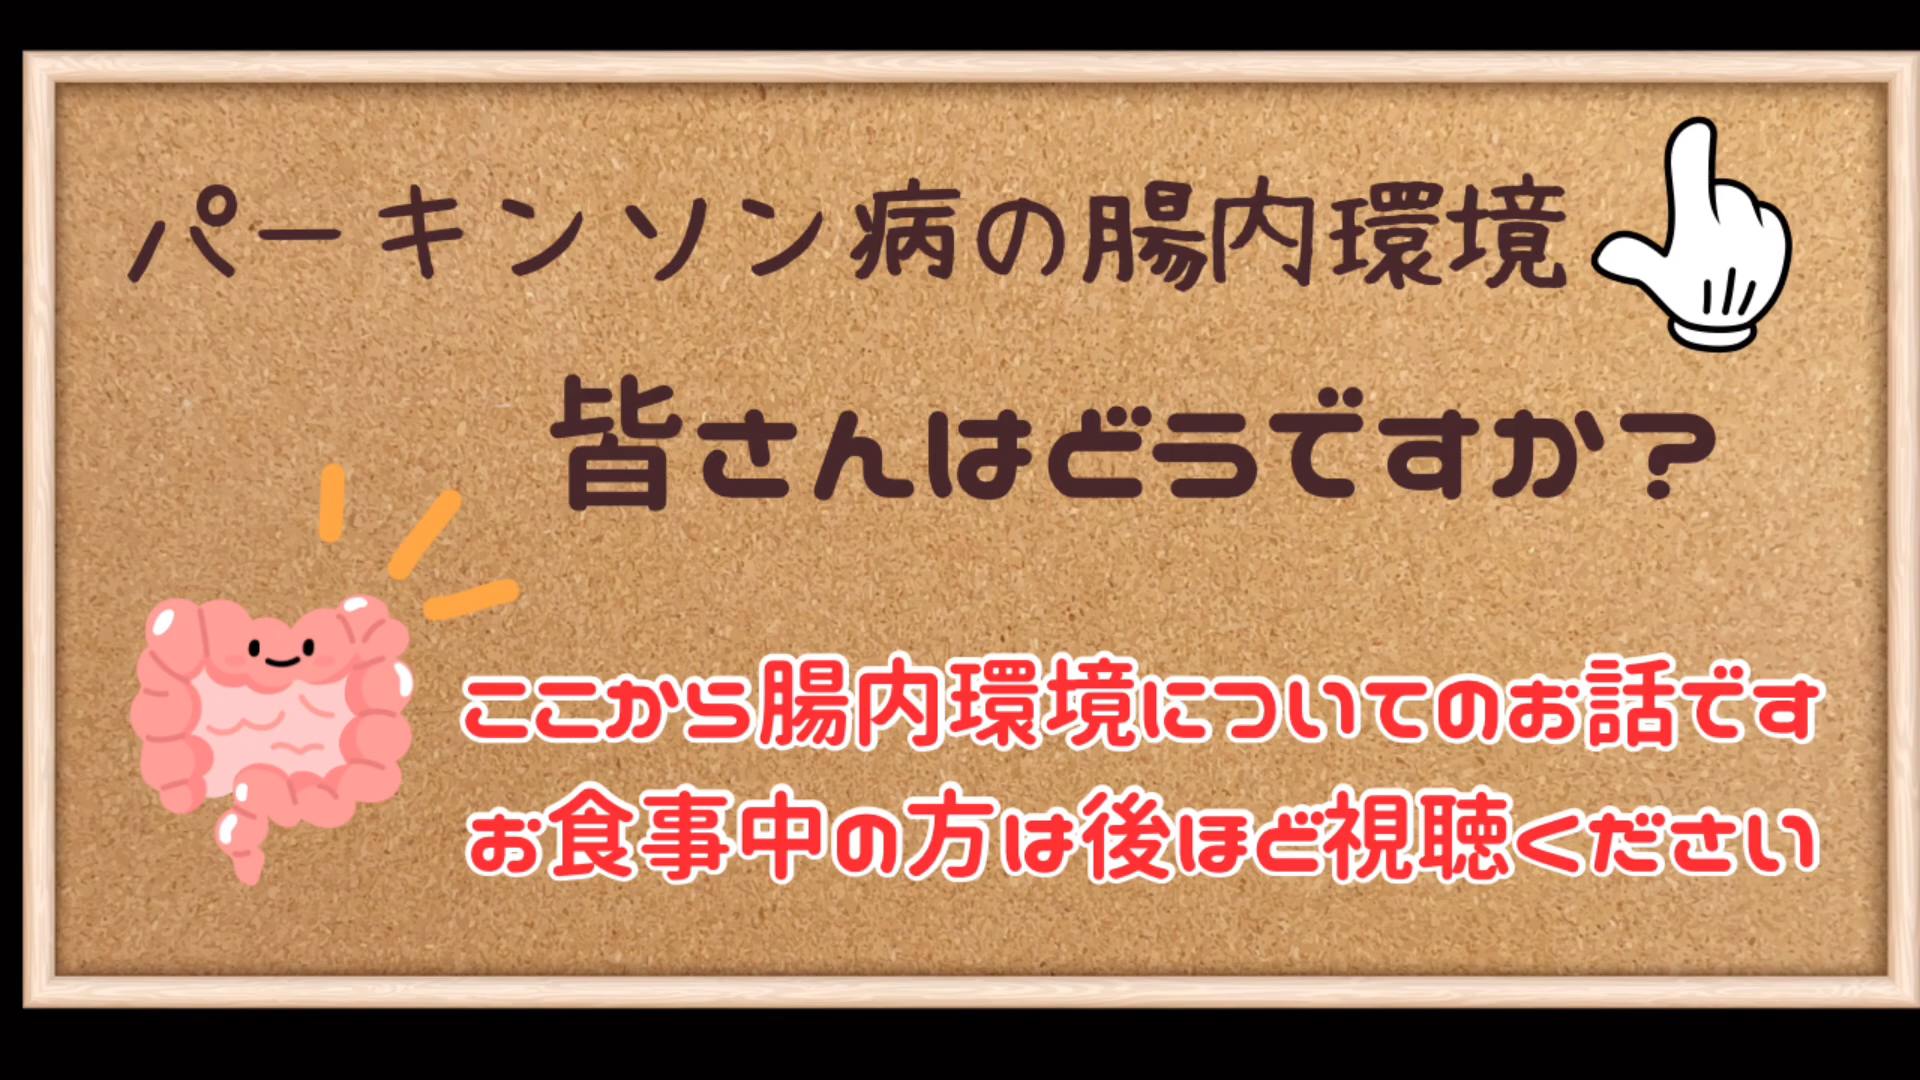 パーキンソン病の腸内環境
皆さんはどうですか?
ここから腸内環境についてのお話です
お食事中の方は後ほど視聴ください